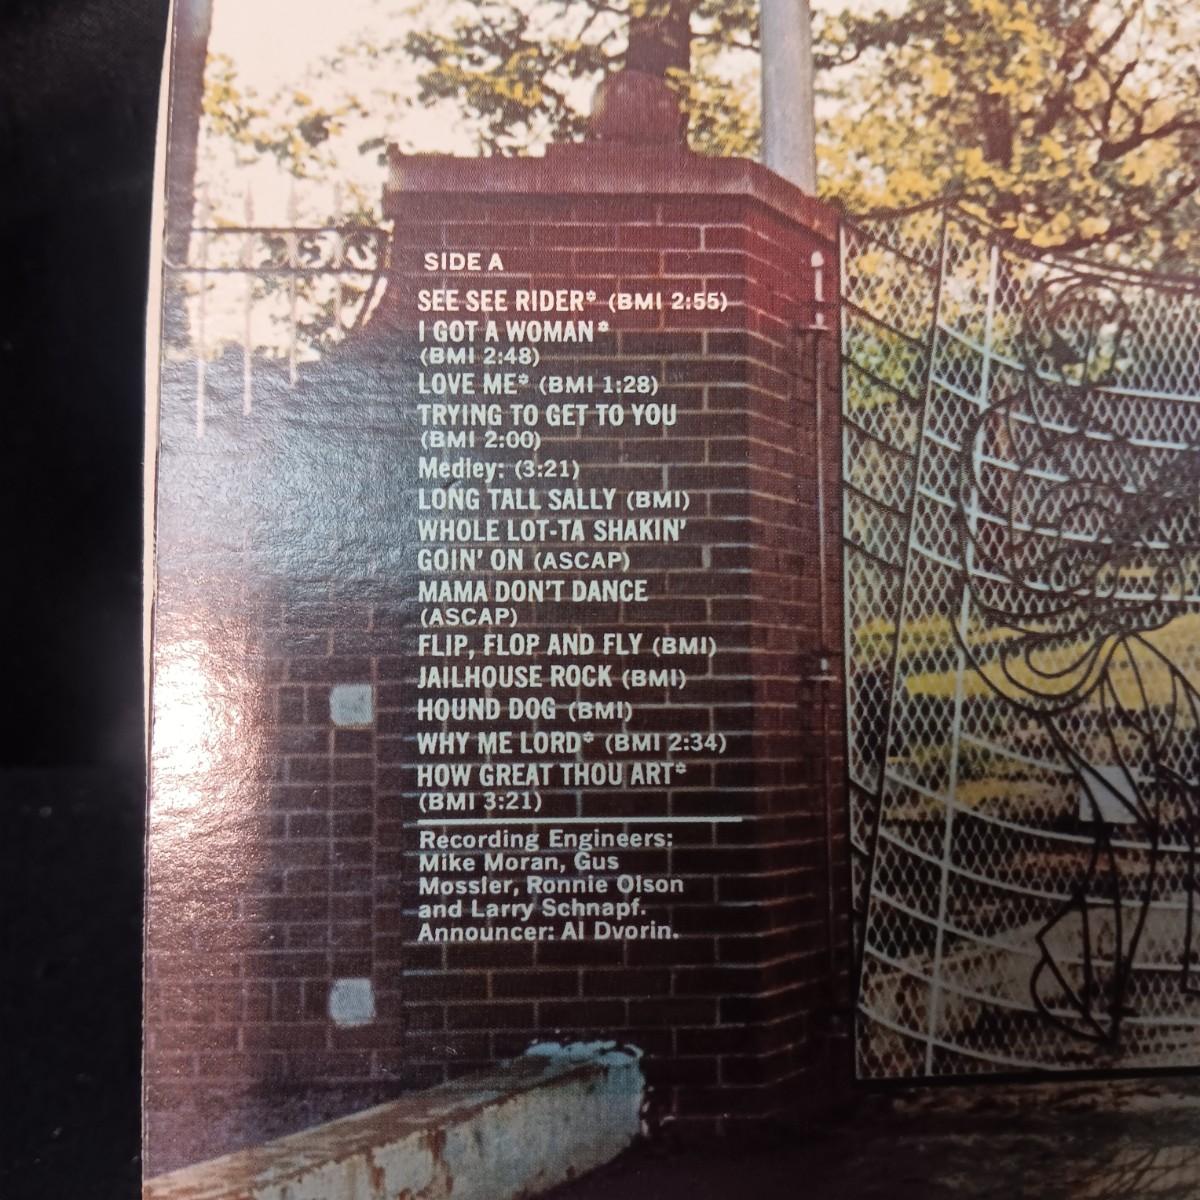 SIDE A
SEE SEE RIDER* (BMI 2:55)
I GOT A WOMAN*
(BMI 2:48)
LOVE ME* (BMI 1:28)
TRYING TO GET TO YOU
(BMI 2:00)
Medley: (3:21)
LONG TALL SALLY (BMI)
WHOLE LOT-TA SHAKIN'
GOIN' ON (ASCAP)
MAMA DON'T DANCE
(ASCAP)
FLIP, FLOP AND FLY (BMI)
JAILHOUSE ROCK (BMI)
HOUND DOG (BMI)
WHY ME LORD* (BMI 2:34)
HOW GREAT THOU ART*
(BMI 3:21)
Recording Engineers:
Mike Moran, Gus
Mossler, Ronnie Olson
and Larry Schnapf.
Announcer: Al Dvorin.